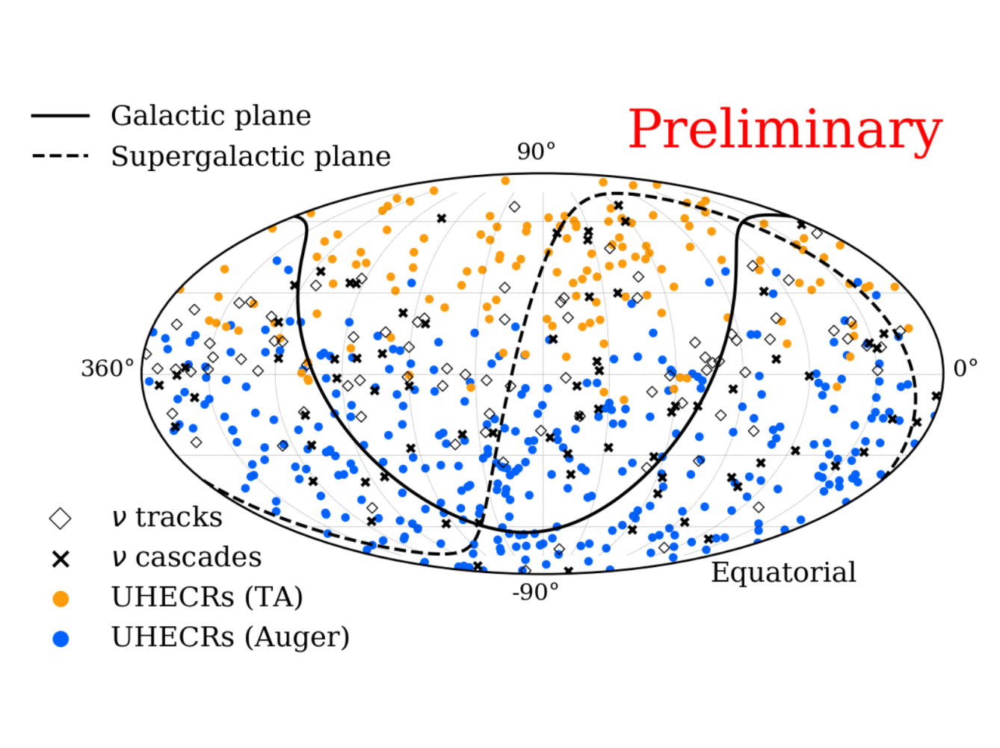 Galactic plane
Supergalactic plane
Preliminary
90°
360°
0°
-90°
Equatorial
ν tracks
ν cascades
UHECRs (TA)
UHECRs (Auger)